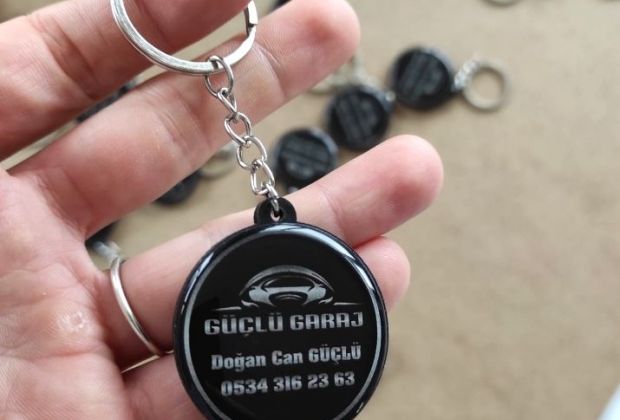 GÜÇLÜ GARAJ
Doğan Can GÜÇLÜ
0534 316 23 63